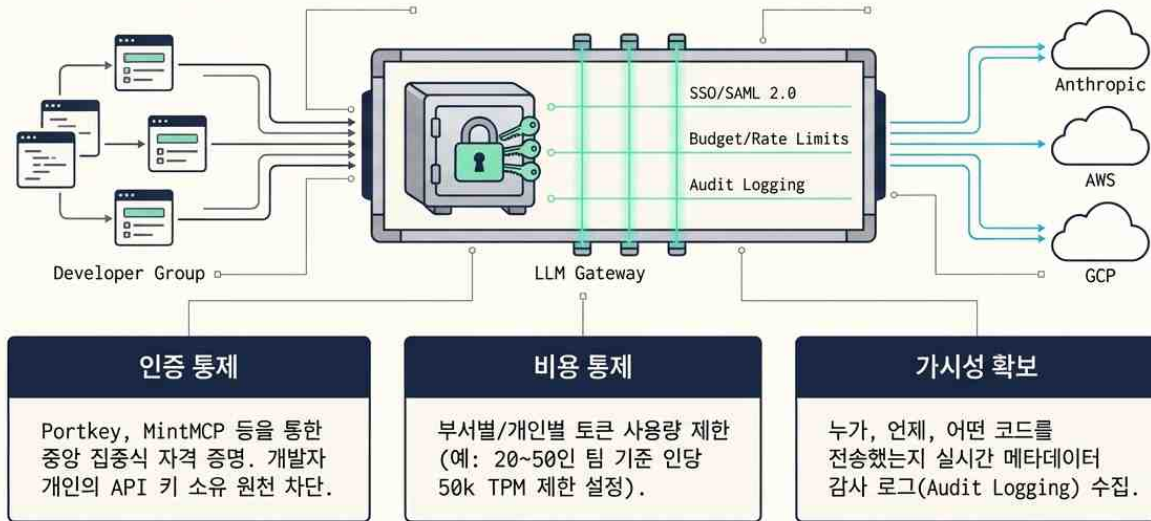 SSO/SAML 2.0
Budget/Rate Limits
Audit Logging
Anthropic
AWS
GCP
Developer Group
LLM Gateway
인증 통제
Portkey, MintMCP 등을 통한
중앙 집중식 자격 증명. 개발자
개인의 API 키 소유 원천 차단.
비용 통제
부서별/개인별 토큰 사용량 제한
(예: 20~50인 팀 기준 인당
50k TPM 제한 설정).
가시성 확보
누가, 언제, 어떤 코드를
전송했는지 실시간 메타데이터
감사 로그(Audit Logging) 수집.